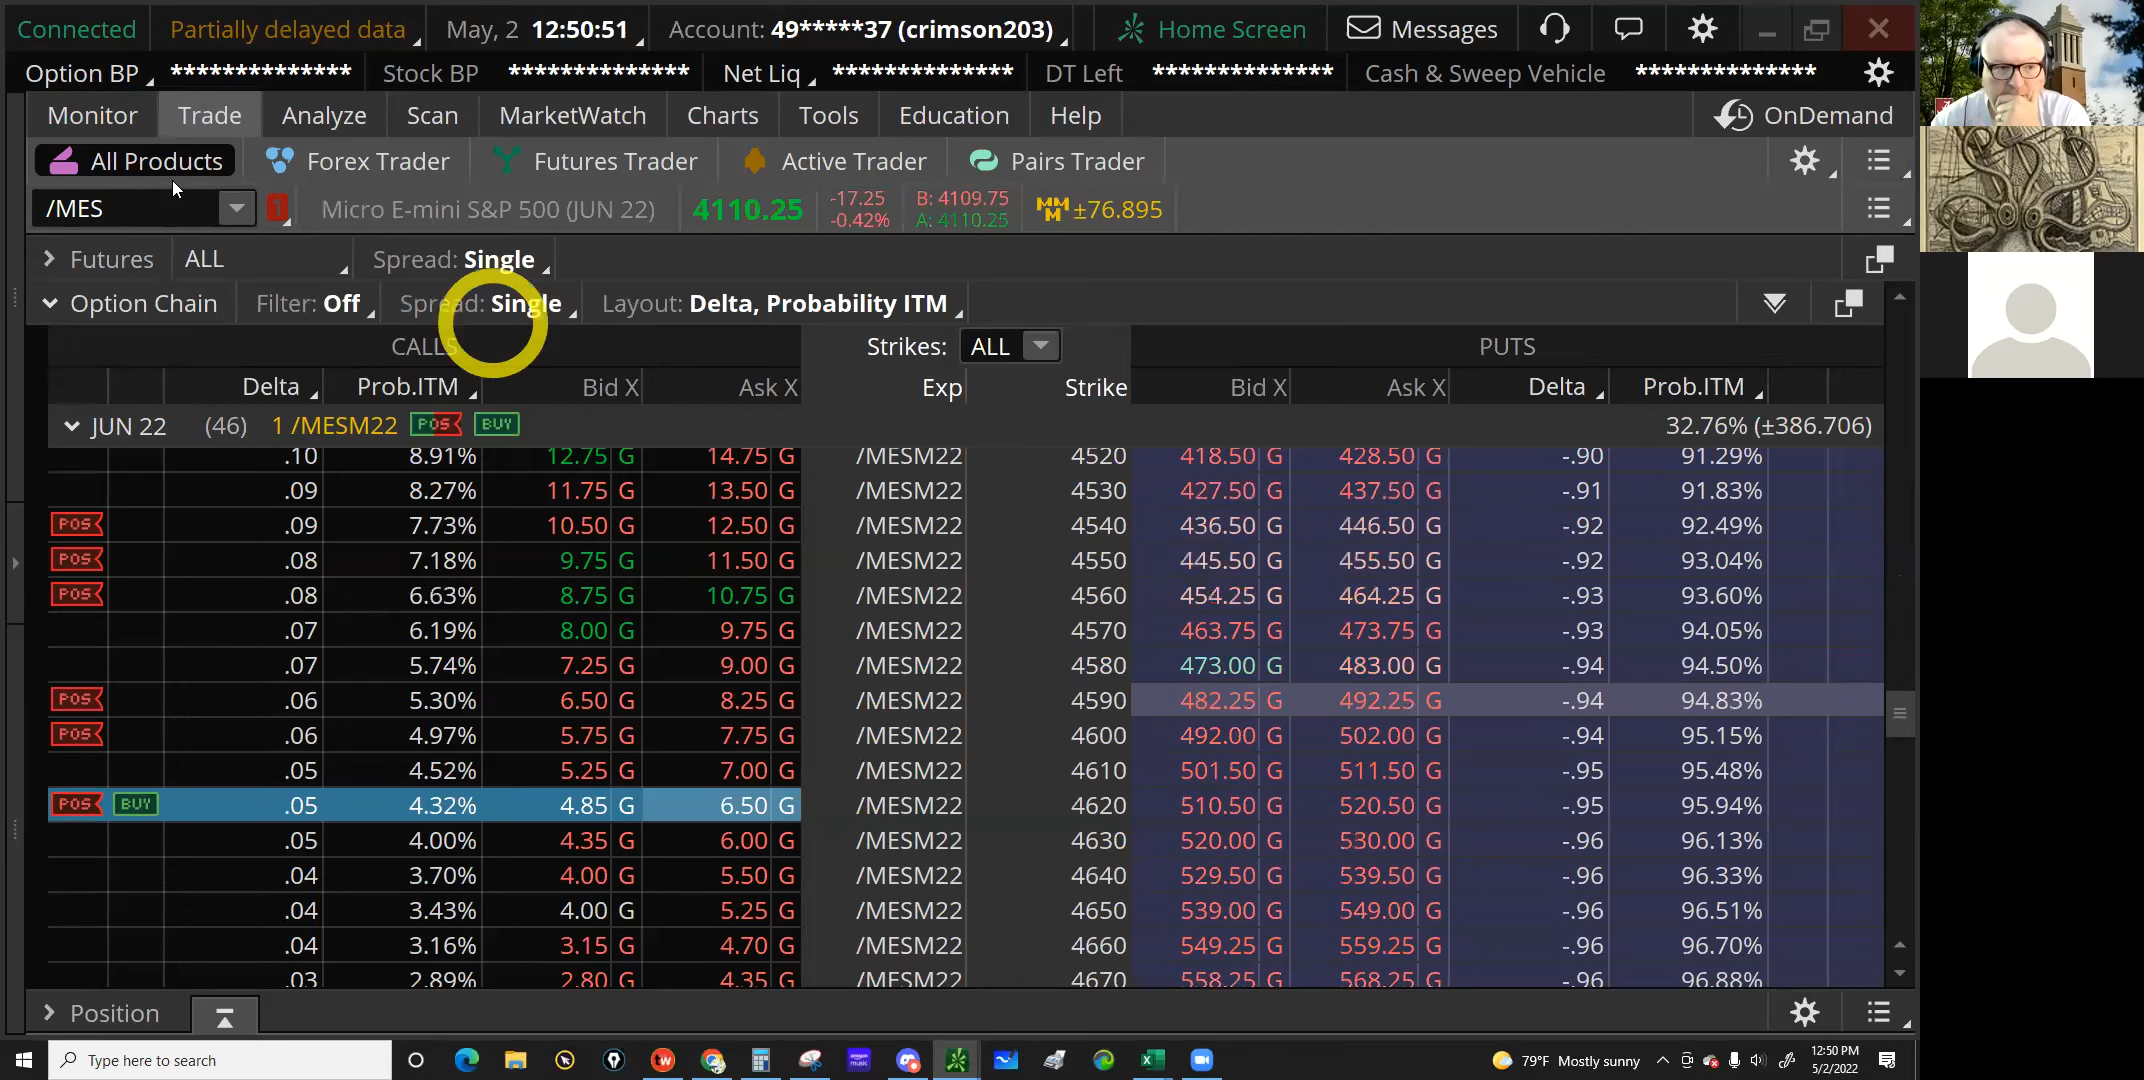 Connected Partially delayed data May, 2 12:50:51 Account: 49*****37 (crimson203) Home Screen Messages
Option BP ************** Stock BP ************** Net Liq ************** DT Left ************** Cash & Sweep Vehicle **************
Monitor Trade Analyze Scan MarketWatch Charts Tools Education Help OnDemand
All Products Forex Trader Futures Trader Active Trader Pairs Trader
/MES 1 Micro E-mini S&P 500 (JUN 22) 4110.25 -17.25 -0.42% B: 4109.75 A: 4110.25 MMM ±76.895
Futures ALL Spread: Single
Option Chain Filter: Off Spread: Single Layout: Delta, Probability ITM
CALLS Strikes: ALL PUTS
Delta Prob.ITM Bid X Ask X Exp Strike Bid X Ask X Delta Prob.ITM
JUN 22 (46) 1 /MESM22 POS BUY 32.76% (±386.706)
.10 8.91% 12.75 G 14.75 G /MESM22 4520 418.50 G 428.50 G -.90 91.29%
.09 8.27% 11.75 G 13.50 G /MESM22 4530 427.50 G 437.50 G -.91 91.83%
POS .09 7.73% 10.50 G 12.50 G /MESM22 4540 436.50 G 446.50 G -.92 92.49%
POS .08 7.18% 9.75 G 11.50 G /MESM22 4550 445.50 G 455.50 G -.92 93.04%
POS .08 6.63% 8.75 G 10.75 G /MESM22 4560 454.25 G 464.25 G -.93 93.60%
.07 6.19% 8.00 G 9.75 G /MESM22 4570 463.75 G 473.75 G -.93 94.05%
.07 5.74% 7.25 G 9.00 G /MESM22 4580 473.00 G 483.00 G -.94 94.50%
POS .06 5.30% 6.50 G 8.25 G /MESM22 4590 482.25 G 492.25 G -.94 94.83%
POS .06 4.97% 5.75 G 7.75 G /MESM22 4600 492.00 G 502.00 G -.94 95.15%
.05 4.52% 5.25 G 7.00 G /MESM22 4610 501.50 G 511.50 G -.95 95.48%
POS BUY .05 4.32% 4.85 G 6.50 G /MESM22 4620 510.50 G 520.50 G -.95 95.94%
.05 4.00% 4.35 G 6.00 G /MESM22 4630 520.00 G 530.00 G -.96 96.13%
.04 3.70% 4.00 G 5.50 G /MESM22 4640 529.50 G 539.50 G -.96 96.33%
.04 3.43% 4.00 G 5.25 G /MESM22 4650 539.00 G 549.00 G -.96 96.51%
.04 3.16% 3.15 G 4.70 G /MESM22 4660 549.25 G 559.25 G -.96 96.70%
.03 2.89% 2.80 G 4.35 G /MESM22 4670 558.25 G 568.25 G -.96 96.88%
Position
Type here to search 79°F Mostly sunny 12:50 PM
5/2/2022